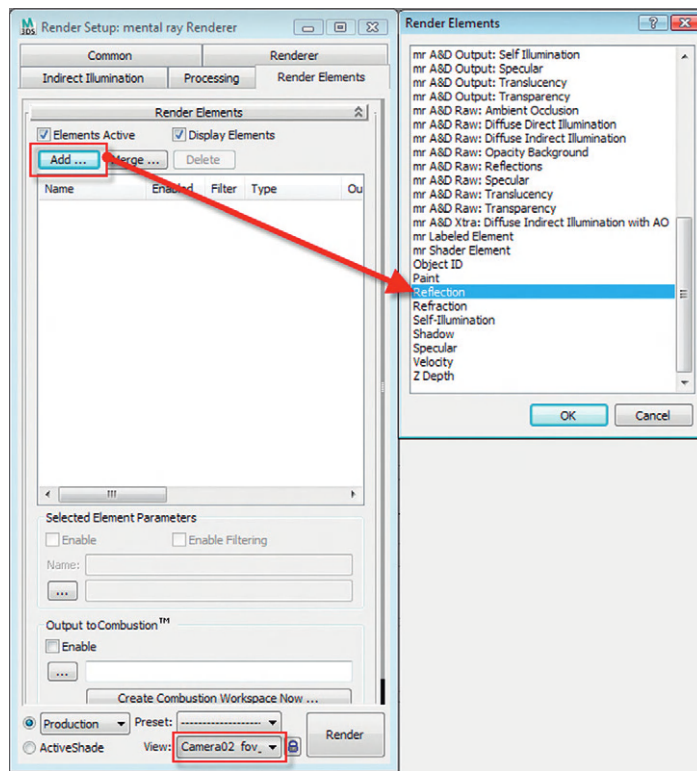 Render Setup: mental ray Renderer
Common Renderer
Indirect Illumination Processing Render Elements
Render Elements
Elements Active Display Elements
Add ... Merge ... Delete
Name Enabled Filter Type Ou
Selected Element Parameters
Enable Enable Filtering
Name:
...
Output to Combustion™
Enable
...
Create Combustion Workspace Now ...
Production Preset: --------------------
ActiveShade View: Camera02 fov_
Render
Render Elements
mr A&D Output: Self Illumination
mr A&D Output: Specular
mr A&D Output: Translucency
mr A&D Output: Transparency
mr A&D Raw: Ambient Occlusion
mr A&D Raw: Diffuse Direct Illumination
mr A&D Raw: Diffuse Indirect Illumination
mr A&D Raw: Opacity Background
mr A&D Raw: Reflections
mr A&D Raw: Specular
mr A&D Raw: Translucency
mr A&D Raw: Transparency
mr A&D Xtra: Diffuse Indirect Illumination with AO
mr Labeled Element
mr Shader Element
Object ID
Paint
Reflection
Refraction
Self-Illumination
Shadow
Specular
Velocity
Z Depth
OK Cancel